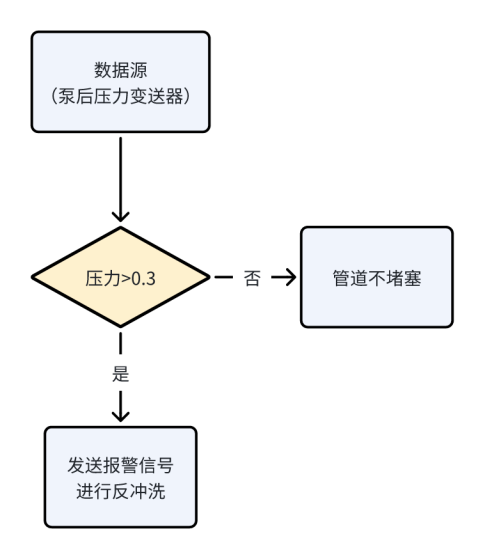 数据源
（泵后压力变送器）
压力>0.3
否
管道不堵塞
是
发送报警信号
进行反冲洗